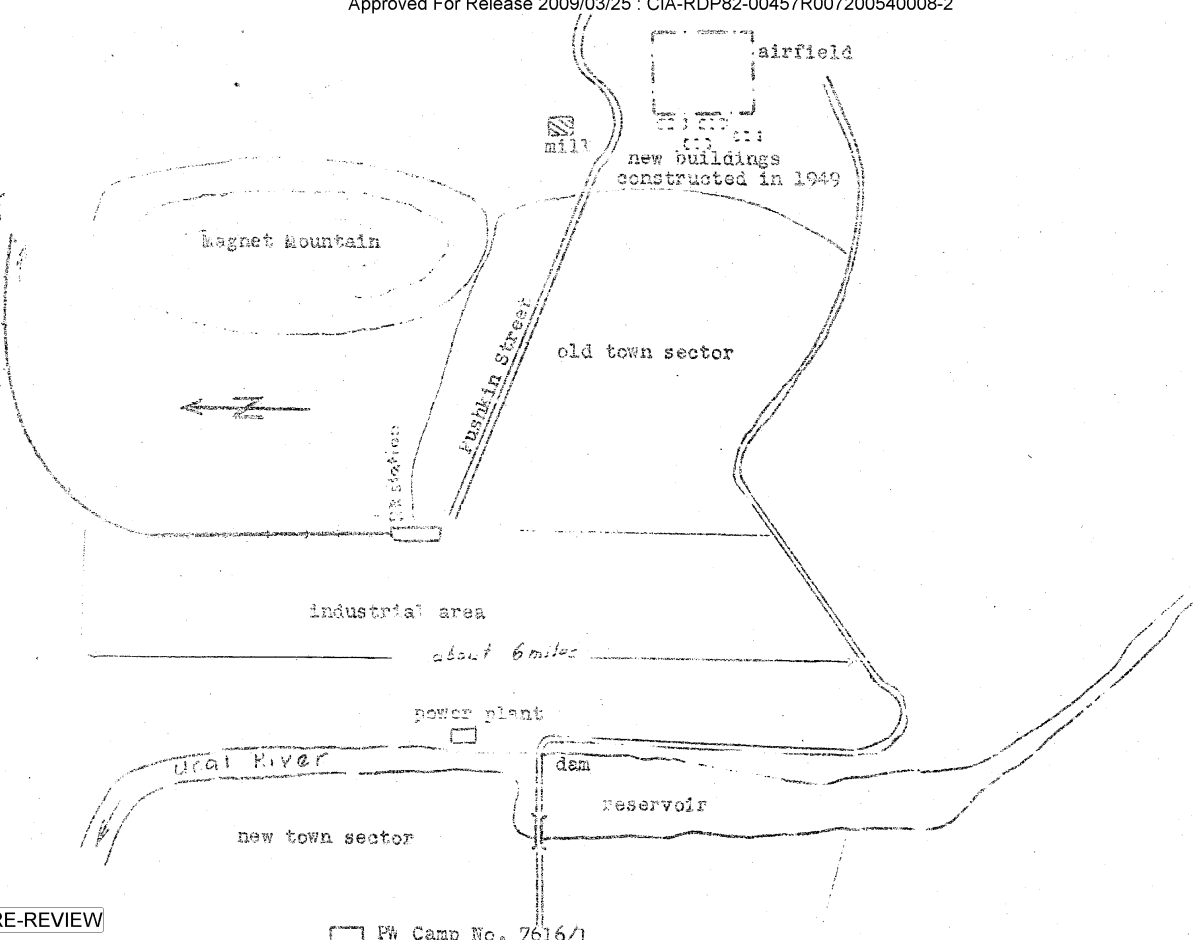 Approved For Release 2009/03/25 : CIA-RDP82-00457R007200540008-2
airfield
mill
new buildings
constructed in 1949
Magnet Mountain
Pushkin Street
old town sector
N
RR station
industrial area
about 6 miles
power plant
Ural River
dam
reservoir
new town sector
RE-REVIEW
PW Camp No. 7616/1